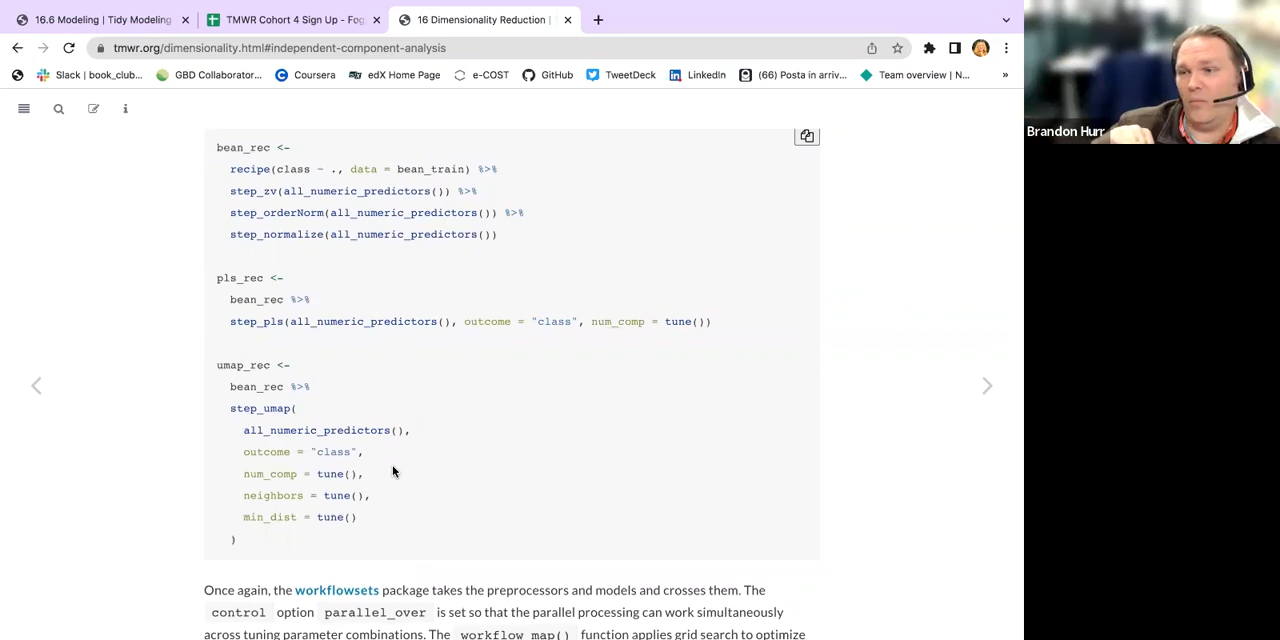 16.6 Modeling | Tidy Modeling
TMWR Cohort 4 Sign Up - Fog
16 Dimensionality Reduction |
tmwr.org/dimensionality.html#independent-component-analysis
Slack | book_club...
GBD Collaborator...
Coursera
edX Home Page
e-COST
GitHub
TweetDeck
LinkedIn
(66) Posta in arriv...
Team overview | N...
»
Brandon Hurr
bean_rec <-
recipe(class ~ ., data = bean_train) %>%
step_zv(all_numeric_predictors()) %>%
step_orderNorm(all_numeric_predictors()) %>%
step_normalize(all_numeric_predictors())
pls_rec <-
bean_rec %>%
step_pls(all_numeric_predictors(), outcome = "class", num_comp = tune())
umap_rec <-
bean_rec %>%
step_umap(
all_numeric_predictors(),
outcome = "class",
num_comp = tune(),
neighbors = tune(),
min_dist = tune()
)
Once again, the workflowsets package takes the preprocessors and models and crosses them. The
control option parallel_over is set so that the parallel processing can work simultaneously
across tuning parameter combinations. The workflow_map() function applies grid search to optimize